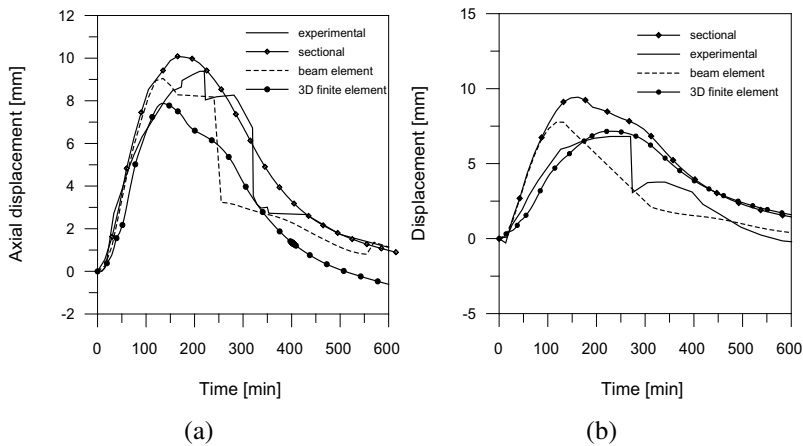 12
10
8
6
4
2
0
-2
Axial displacement [mm]
experimental
sectional
beam element
3D finite element
0 100 200 300 400 500 600
Time [min]
(a)
15
10
5
0
-5
Displacement [mm]
sectional
experimental
beam element
3D finite element
0 100 200 300 400 500 600
Time [min]
(b)